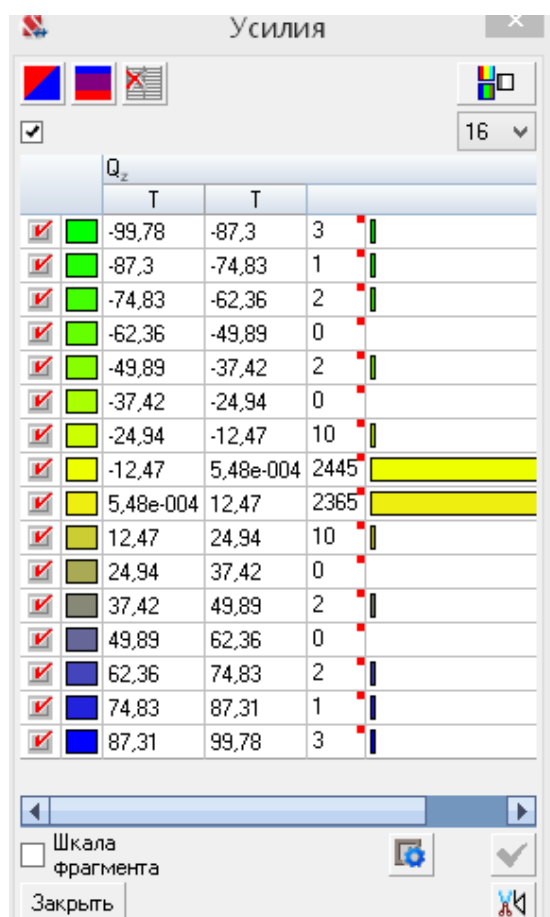 Усилия
16
Qz
Т Т
-99,78 -87,3 3
-87,3 -74,83 1
-74,83 -62,36 2
-62,36 -49,89 0
-49,89 -37,42 2
-37,42 -24,94 0
-24,94 -12,47 10
-12,47 5,48e-004 2445
5,48e-004 12,47 2365
12,47 24,94 10
24,94 37,42 0
37,42 49,89 2
49,89 62,36 0
62,36 74,83 2
74,83 87,31 1
87,31 99,78 3
Шкала
фрагмента
Закрыть